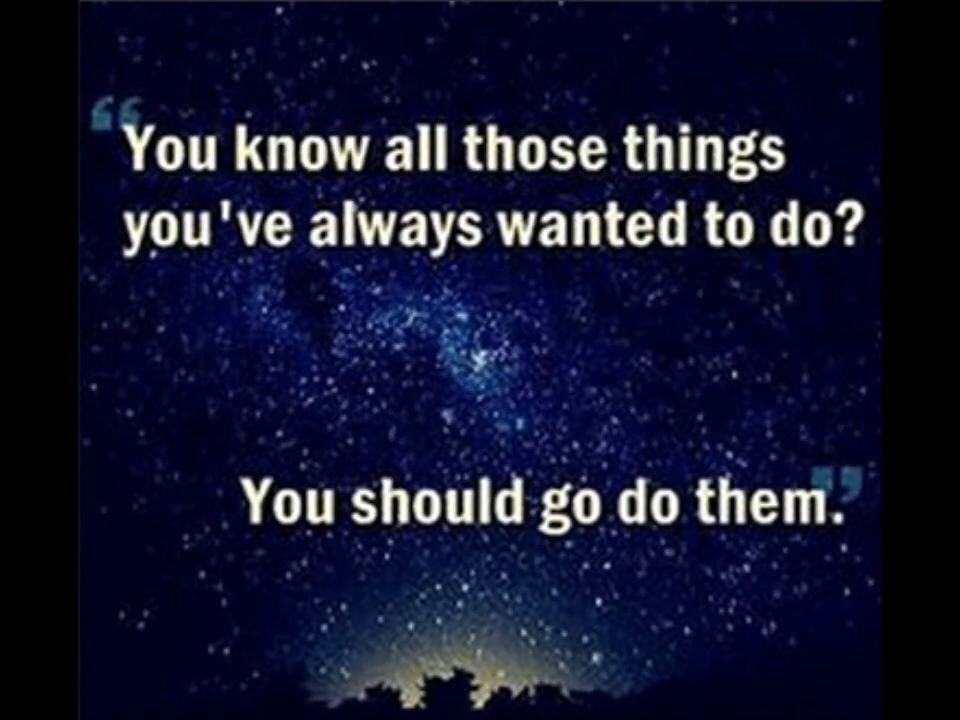 “You know all those things
you've always wanted to do?
You should go do them.”